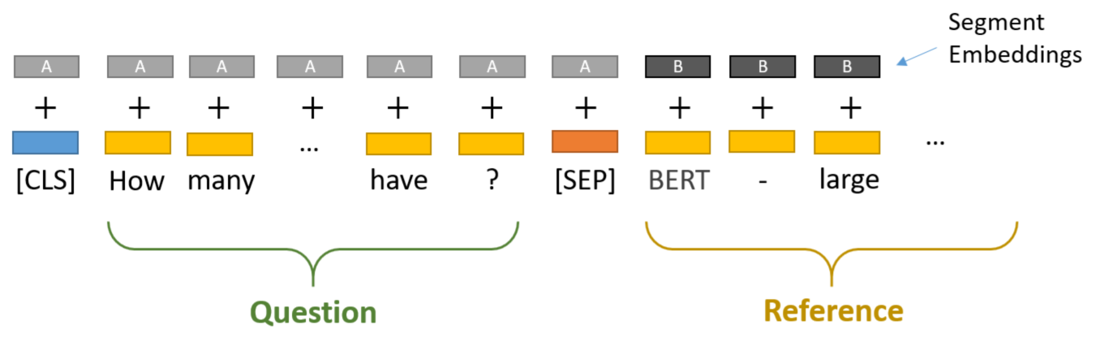 Segment
Embeddings
A A A A A A A B B B
+ + + + + + + + + +
... ...
[CLS] How many have ? [SEP] BERT - large
Question Reference